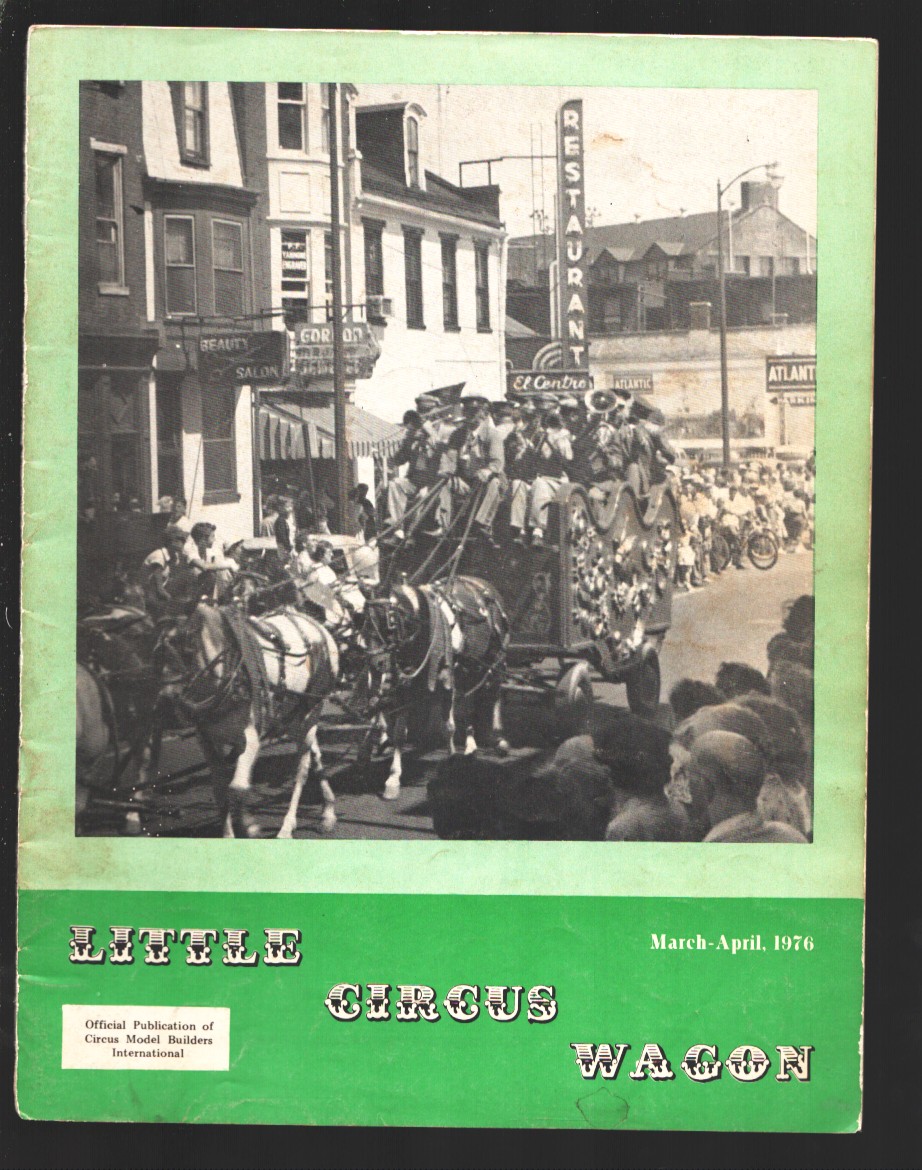 RESTAURANT
BEAUTY
SALON
GORDON
El Centro
ATLANTIC
ATLANT
LITTLE
March-April, 1976
CIRCUS
Official Publication of
Circus Model Builders
International
WAGON